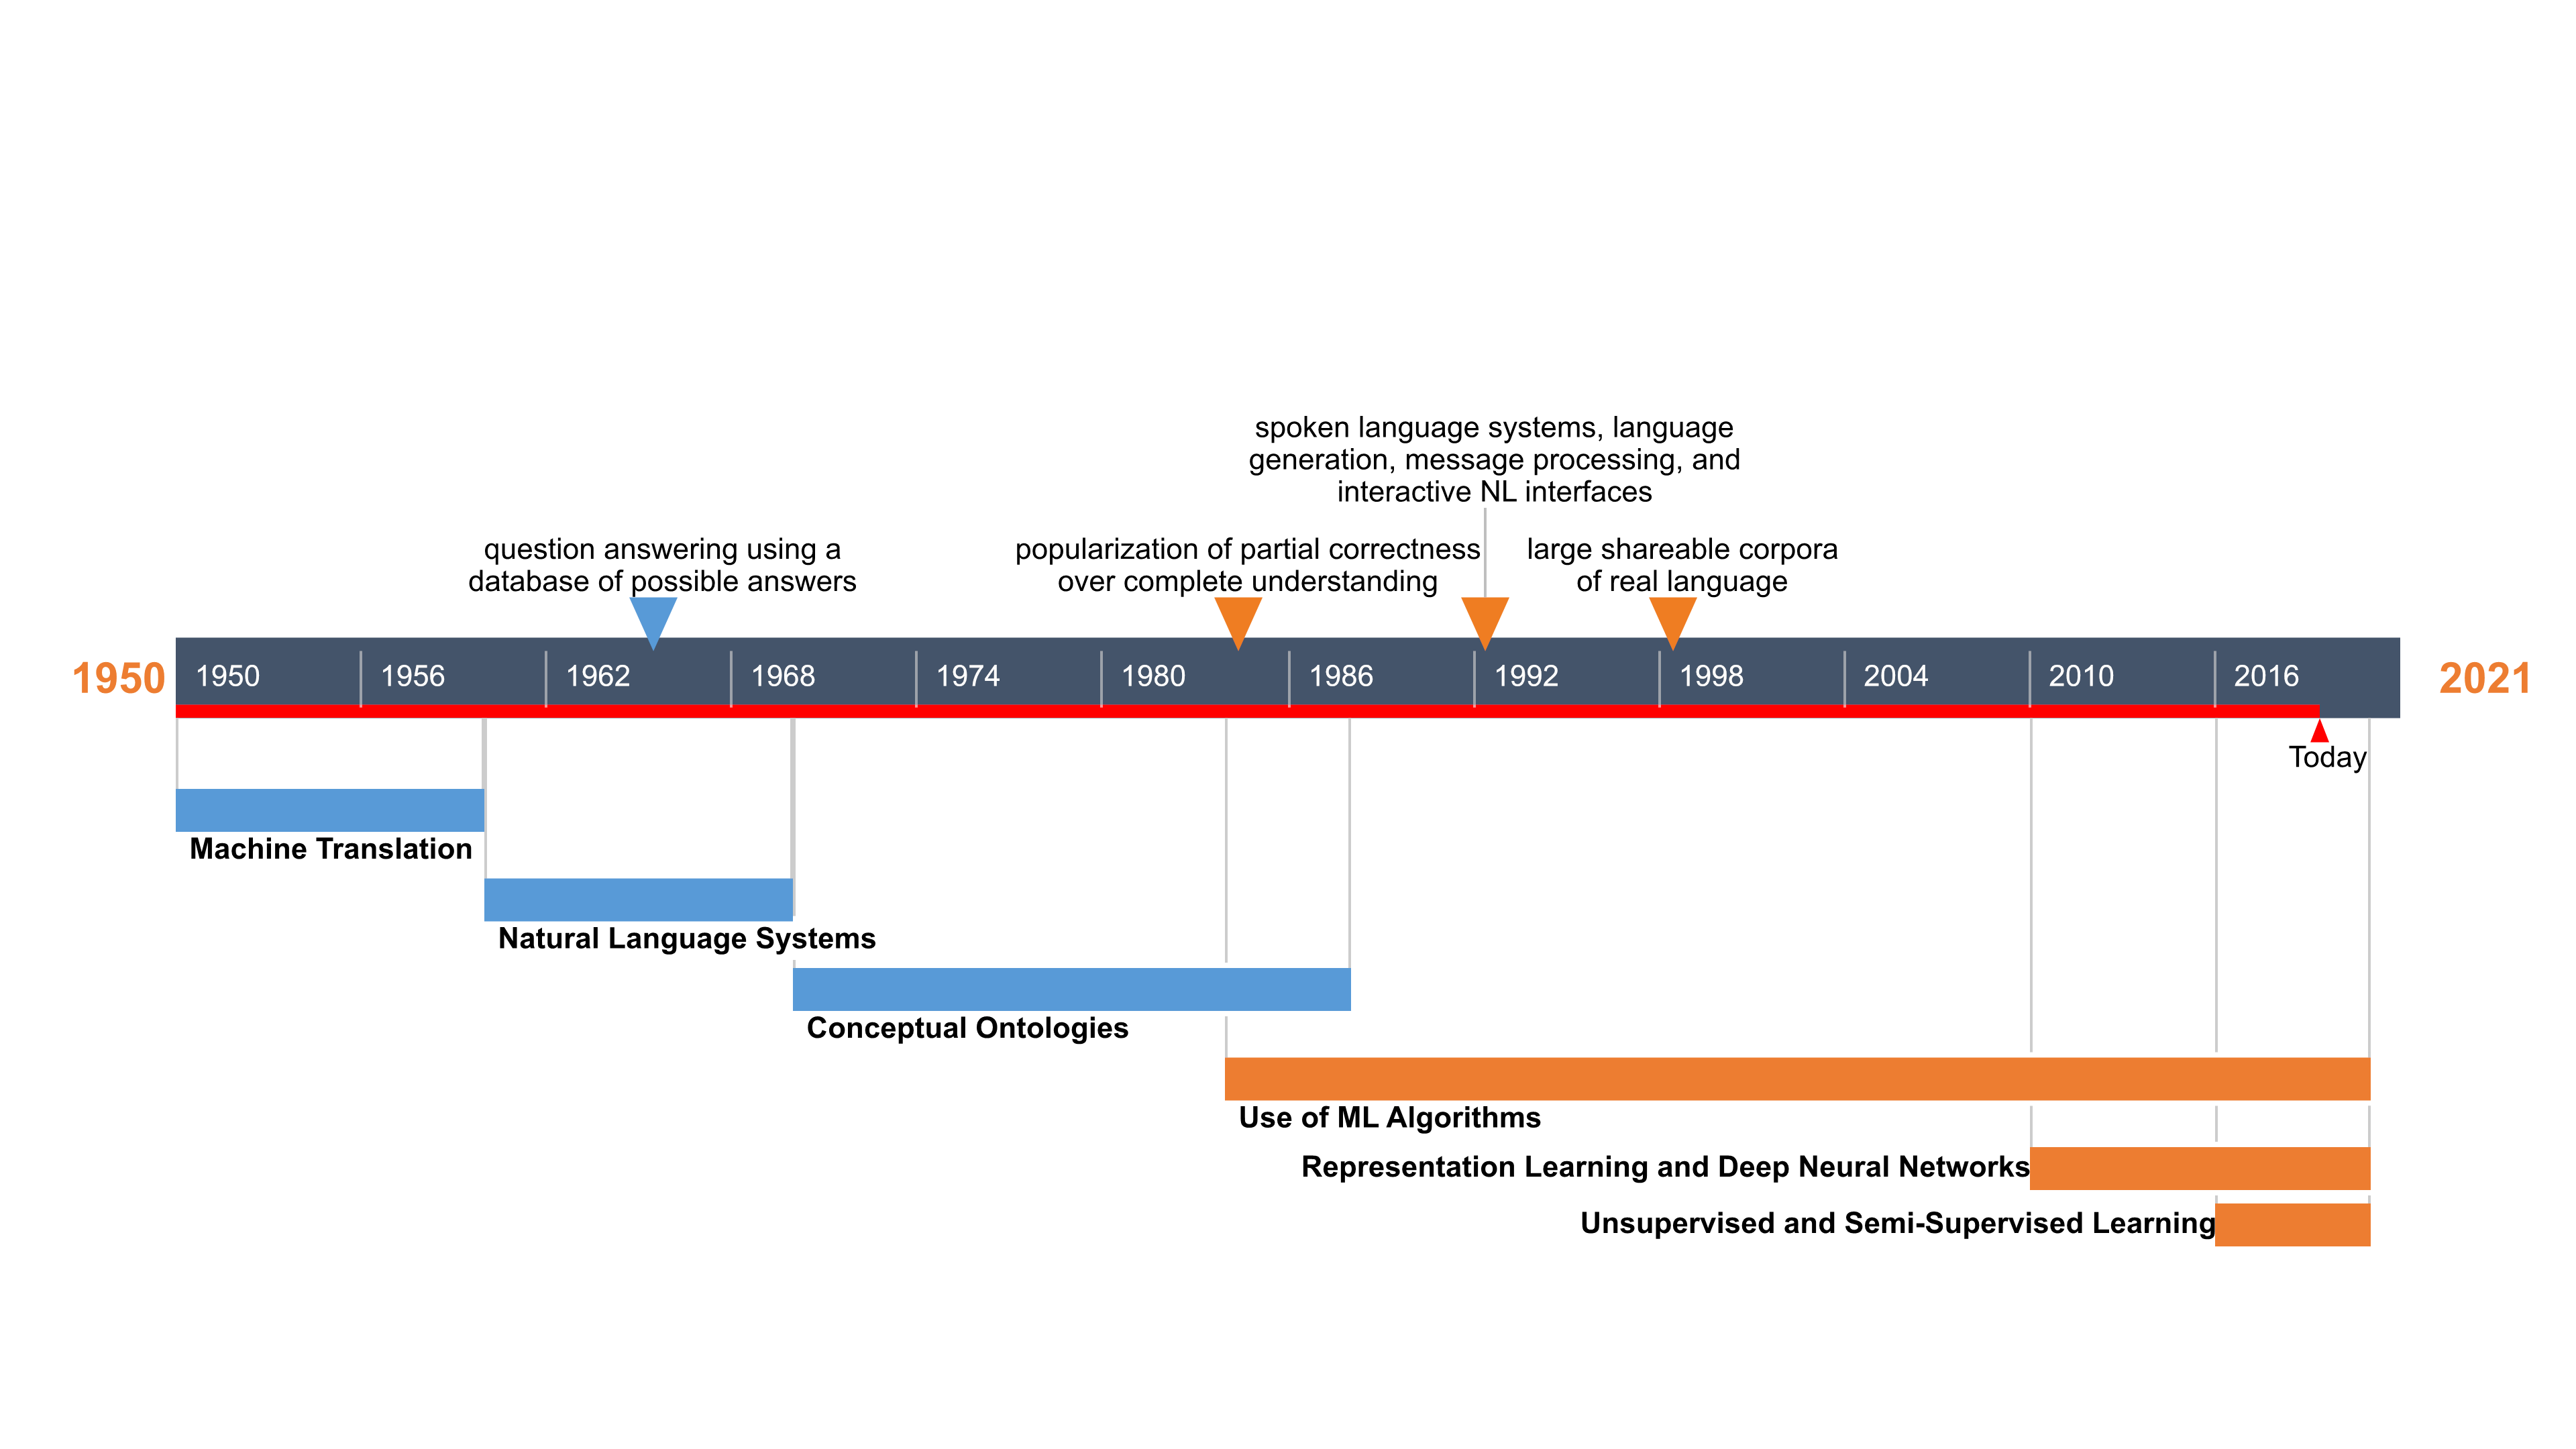 spoken language systems, language
generation, message processing, and
interactive NL interfaces
question answering using a
database of possible answers
popularization of partial correctness
over complete understanding
large shareable corpora
of real language
1950
1950 1956 1962 1968 1974 1980 1986 1992 1998 2004 2010 2016
2021
Today
Machine Translation
Natural Language Systems
Conceptual Ontologies
Use of ML Algorithms
Representation Learning and Deep Neural Networks
Unsupervised and Semi-Supervised Learning